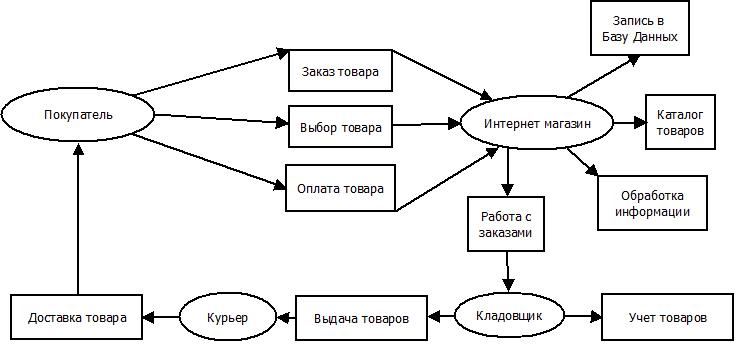 Запись в
Базу Данных
Заказ товара
Покупатель
Выбор товара
Интернет магазин
Каталог
товаров
Оплата товара
Обработка
информации
Работа с
заказами
Доставка товара
Курьер
Выдача товаров
Кладовщик
Учет товаров